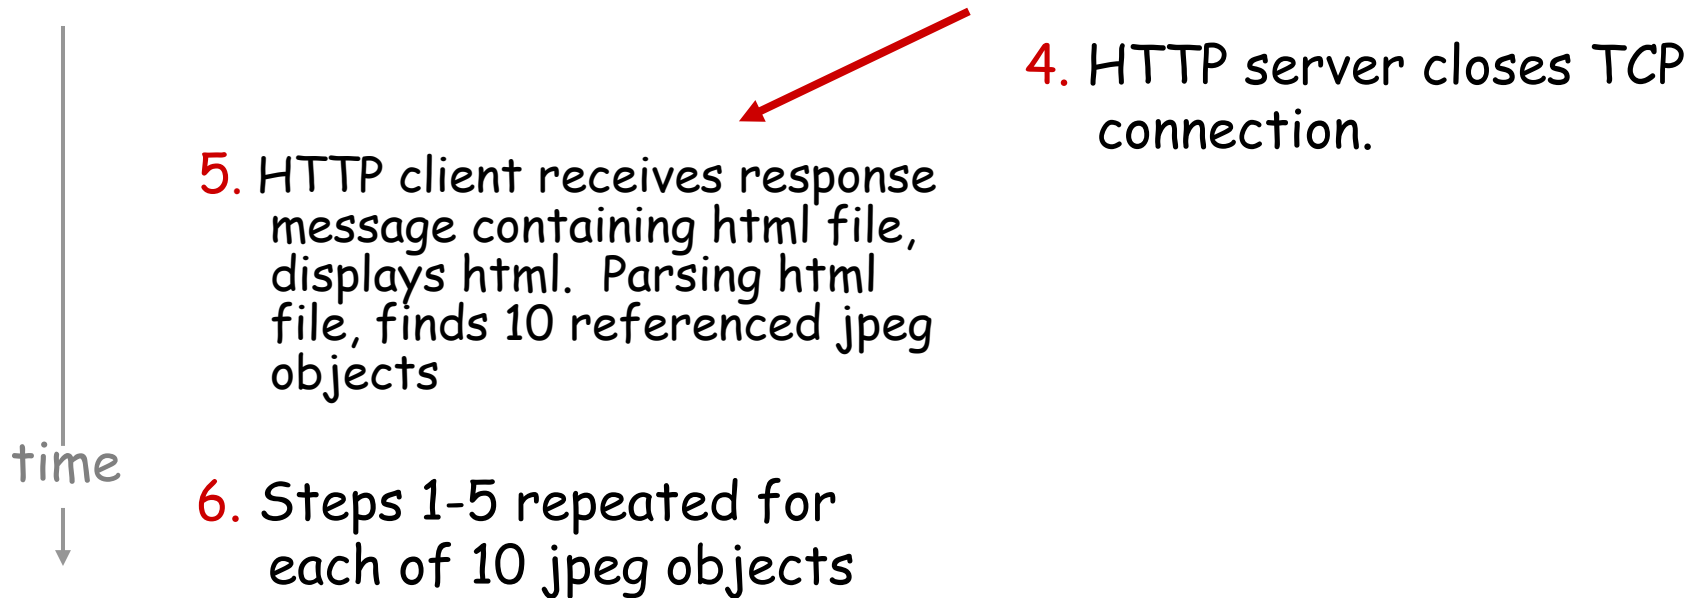 4. HTTP server closes TCP
connection.
5. HTTP client receives response
message containing html file,
displays html.  Parsing html
file, finds 10 referenced jpeg
objects
time
6. Steps 1-5 repeated for
each of 10 jpeg objects